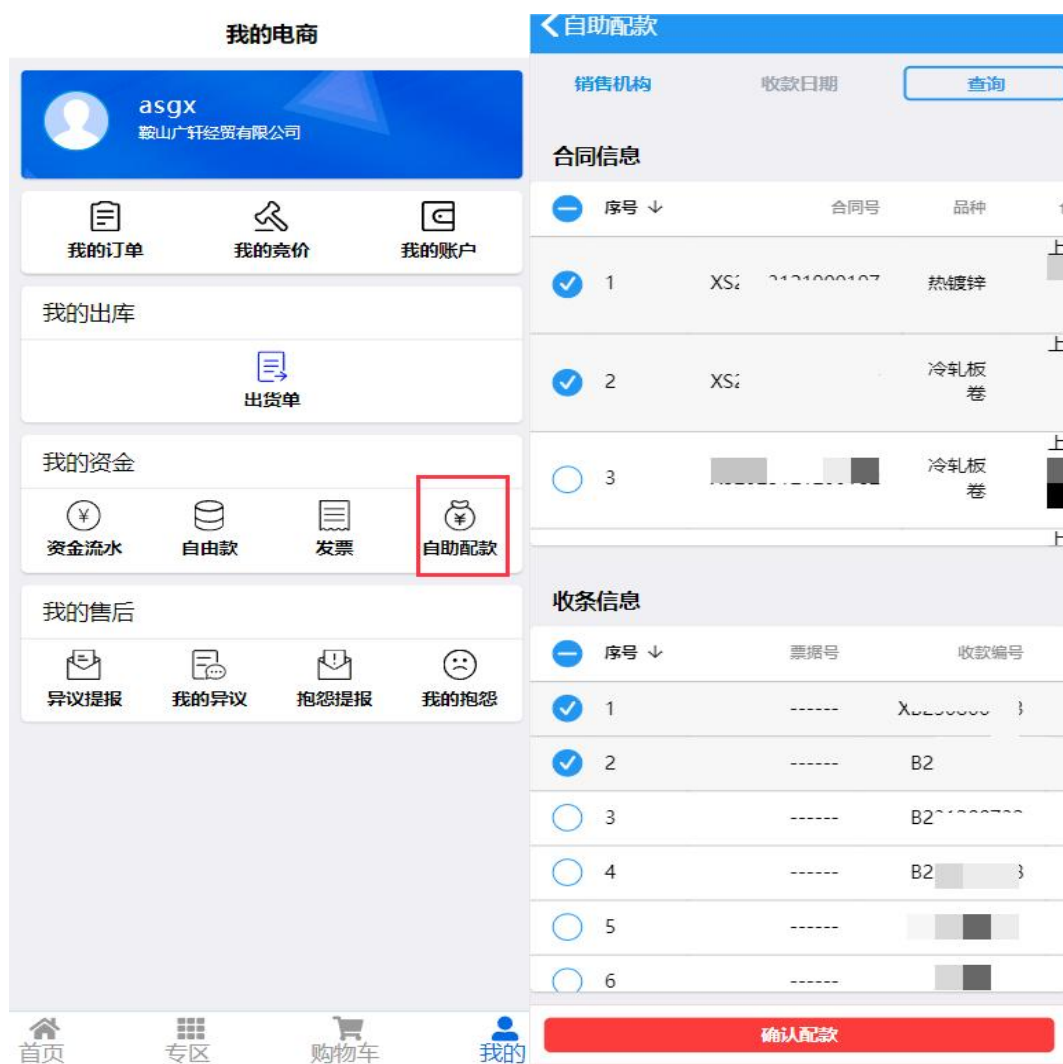 我的电商
asgx
鞍山广轩经贸有限公司
我的订单 我的竞价 我的账户
我的出库
出货单
我的资金
资金流水 自由款 发票 自助配款
我的售后
异议提报 我的异议 抱怨提报 我的抱怨
首页 专区 购物车 我的
自助配款
销售机构 收款日期 查询
合同信息
序号 合同号 品种
1 热镀锌
2 冷轧板
卷
3 冷轧板
卷
收条信息
序号 票据号 收款编号
1 ------
2 ------ B2
3 ------
4 ------ B2
5 ------
6 ------
确认配款